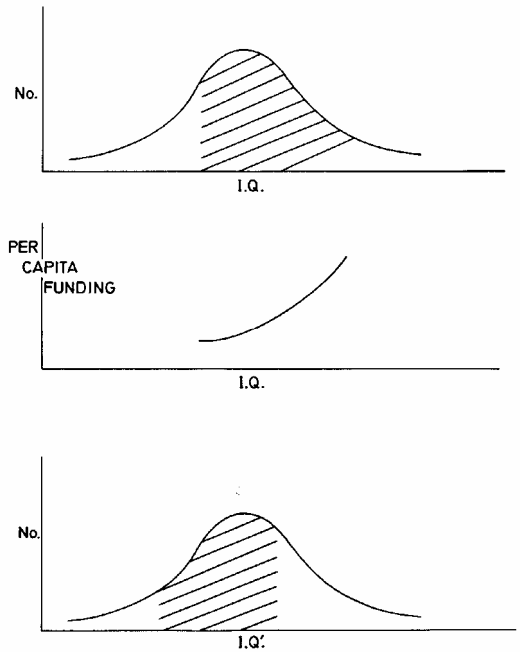 No.
I.Q.
PER
CAPITA
FUNDING
I.Q.
No.
I.Q.'